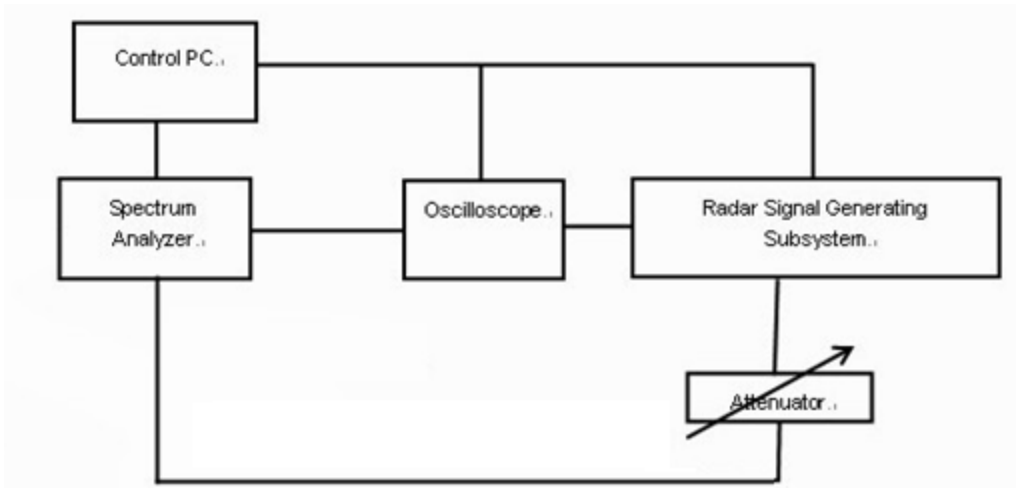 Control PC.
Spectrum
Analyzer.
Oscilloscope.
Radar Signal Generating
Subsystem.
Attenuator.